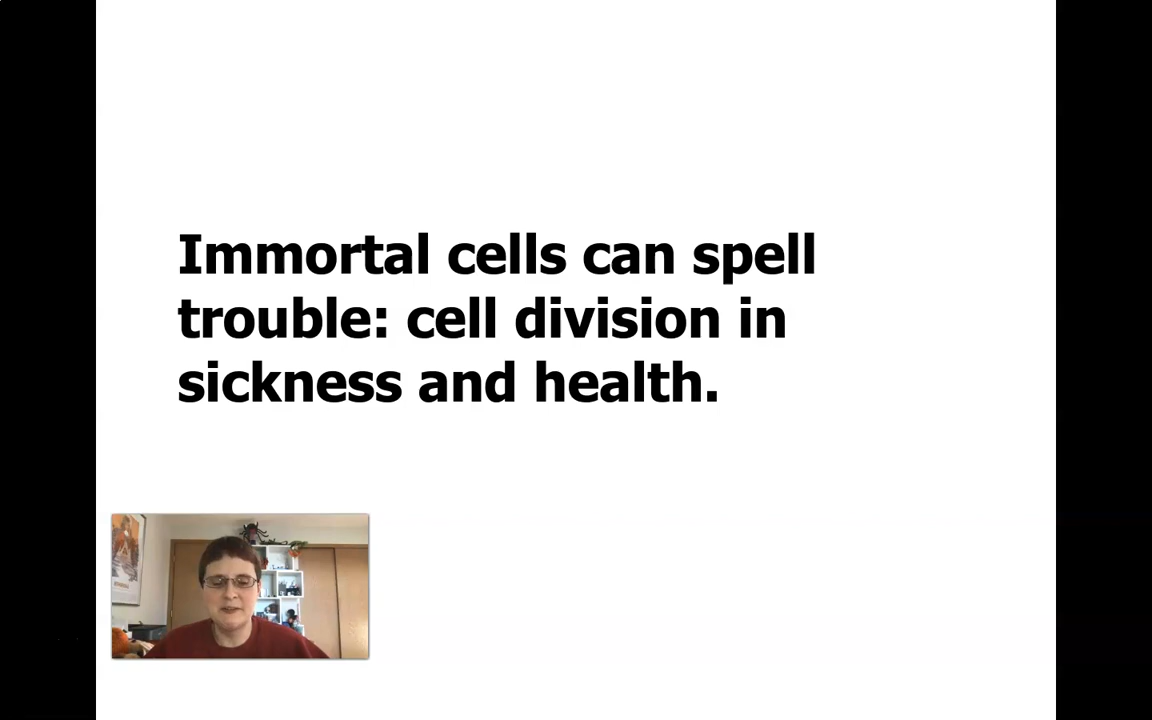 Immortal cells can spell
trouble: cell division in
sickness and health.